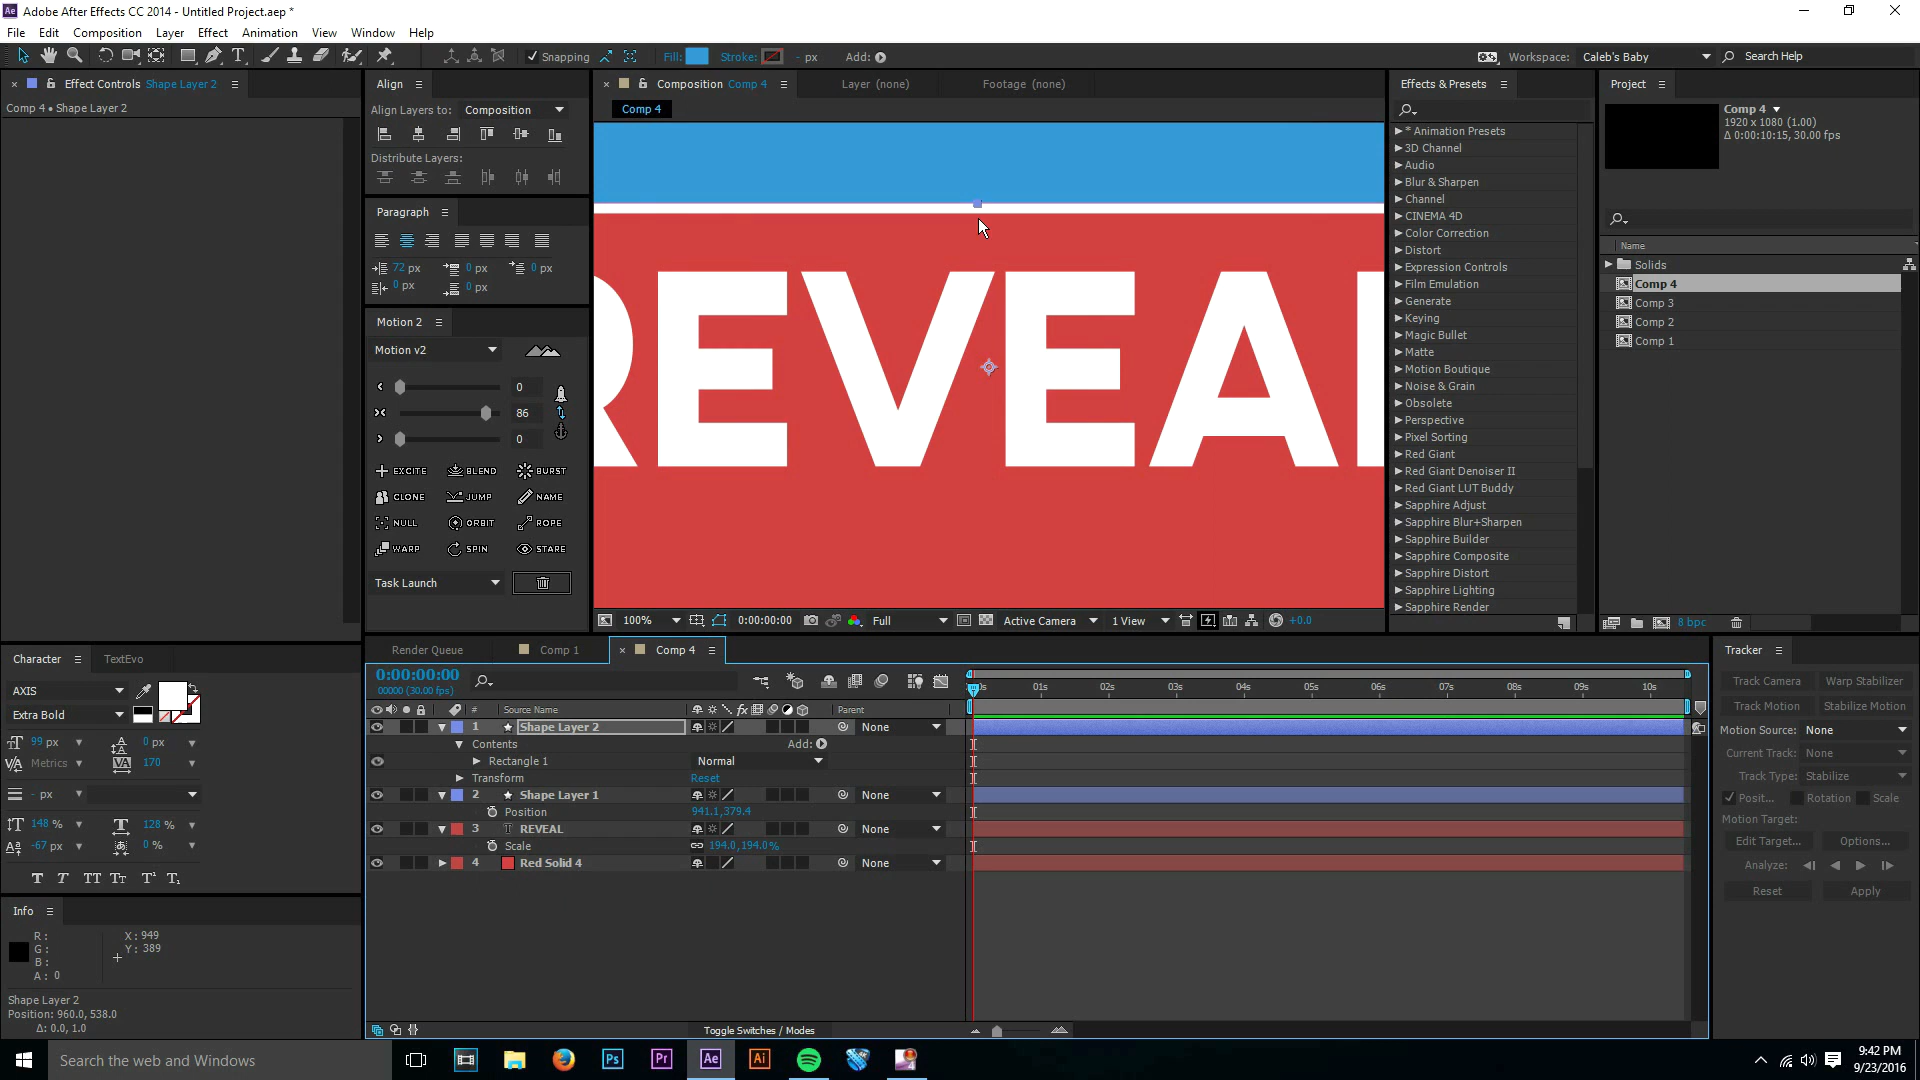 Adobe After Effects CC 2014 - Untitled Project.aep *
File Edit Composition Layer Effect Animation View Window Help
Snapping Fill: Stroke: - px Add: Workspace: Caleb's Baby Search Help
Effect Controls Shape Layer 2
Comp 4 • Shape Layer 2
Align
Align Layers to: Composition
Distribute Layers:
Paragraph
72 px 0 px 0 px
0 px 0 px
Motion 2
Motion v2
0
86
0
EXCITE BLEND BURST
CLONE JUMP NAME
NULL ORBIT ROPE
WARP SPIN STARE
Task Launch
Composition Comp 4 Layer (none) Footage (none)
Comp 4
REVEAL
100% 0:00:00:00 Full Active Camera 1 View +0.0
Effects & Presets
* Animation Presets
3D Channel
Audio
Blur & Sharpen
Channel
CINEMA 4D
Color Correction
Distort
Expression Controls
Film Emulation
Generate
Keying
Magic Bullet
Matte
Motion Boutique
Noise & Grain
Obsolete
Perspective
Pixel Sorting
Red Giant
Red Giant Denoiser II
Red Giant LUT Buddy
Sapphire Adjust
Sapphire Blur+Sharpen
Sapphire Builder
Sapphire Composite
Sapphire Distort
Sapphire Lighting
Sapphire Render
Project
Comp 4
1920 x 1080 (1.00)
Δ 0:00:10:15, 30.00 fps
Name
Solids
Comp 4
Comp 3
Comp 2
Comp 1
8 bpc
Character TextEvo
AXIS
Extra Bold
99 px 0 px
Metrics 170
- px
148 % 128 %
-67 px 0 %
T T TT Tт T¹ T₁
Info
R: X: 949
G: Y: 389
B:
A: 0
Shape Layer 2
Position: 960.0, 538.0
Δ: 0.0, 1.0
Render Queue Comp 1 Comp 4
0:00:00:00
00000 (30.00 fps)
0s 01s 02s 03s 04s 05s 06s 07s 08s 09s 10s
# Source Name fx Parent
1 Shape Layer 2 None
Contents Add:
Rectangle 1 Normal
Transform Reset
2 Shape Layer 1 None
Position 941.1,379.4
3 T REVEAL None
Scale 194.0,194.0%
4 Red Solid 4 None
Toggle Switches / Modes
Tracker
Track Camera Warp Stabilizer
Track Motion Stabilize Motion
Motion Source: None
Current Track: None
Track Type: Stabilize
Posit... Rotation Scale
Motion Target:
Edit Target... Options...
Analyze:
Reset Apply
Search the web and Windows
Ps Pr Ae Ai
9:42 PM
9/23/2016